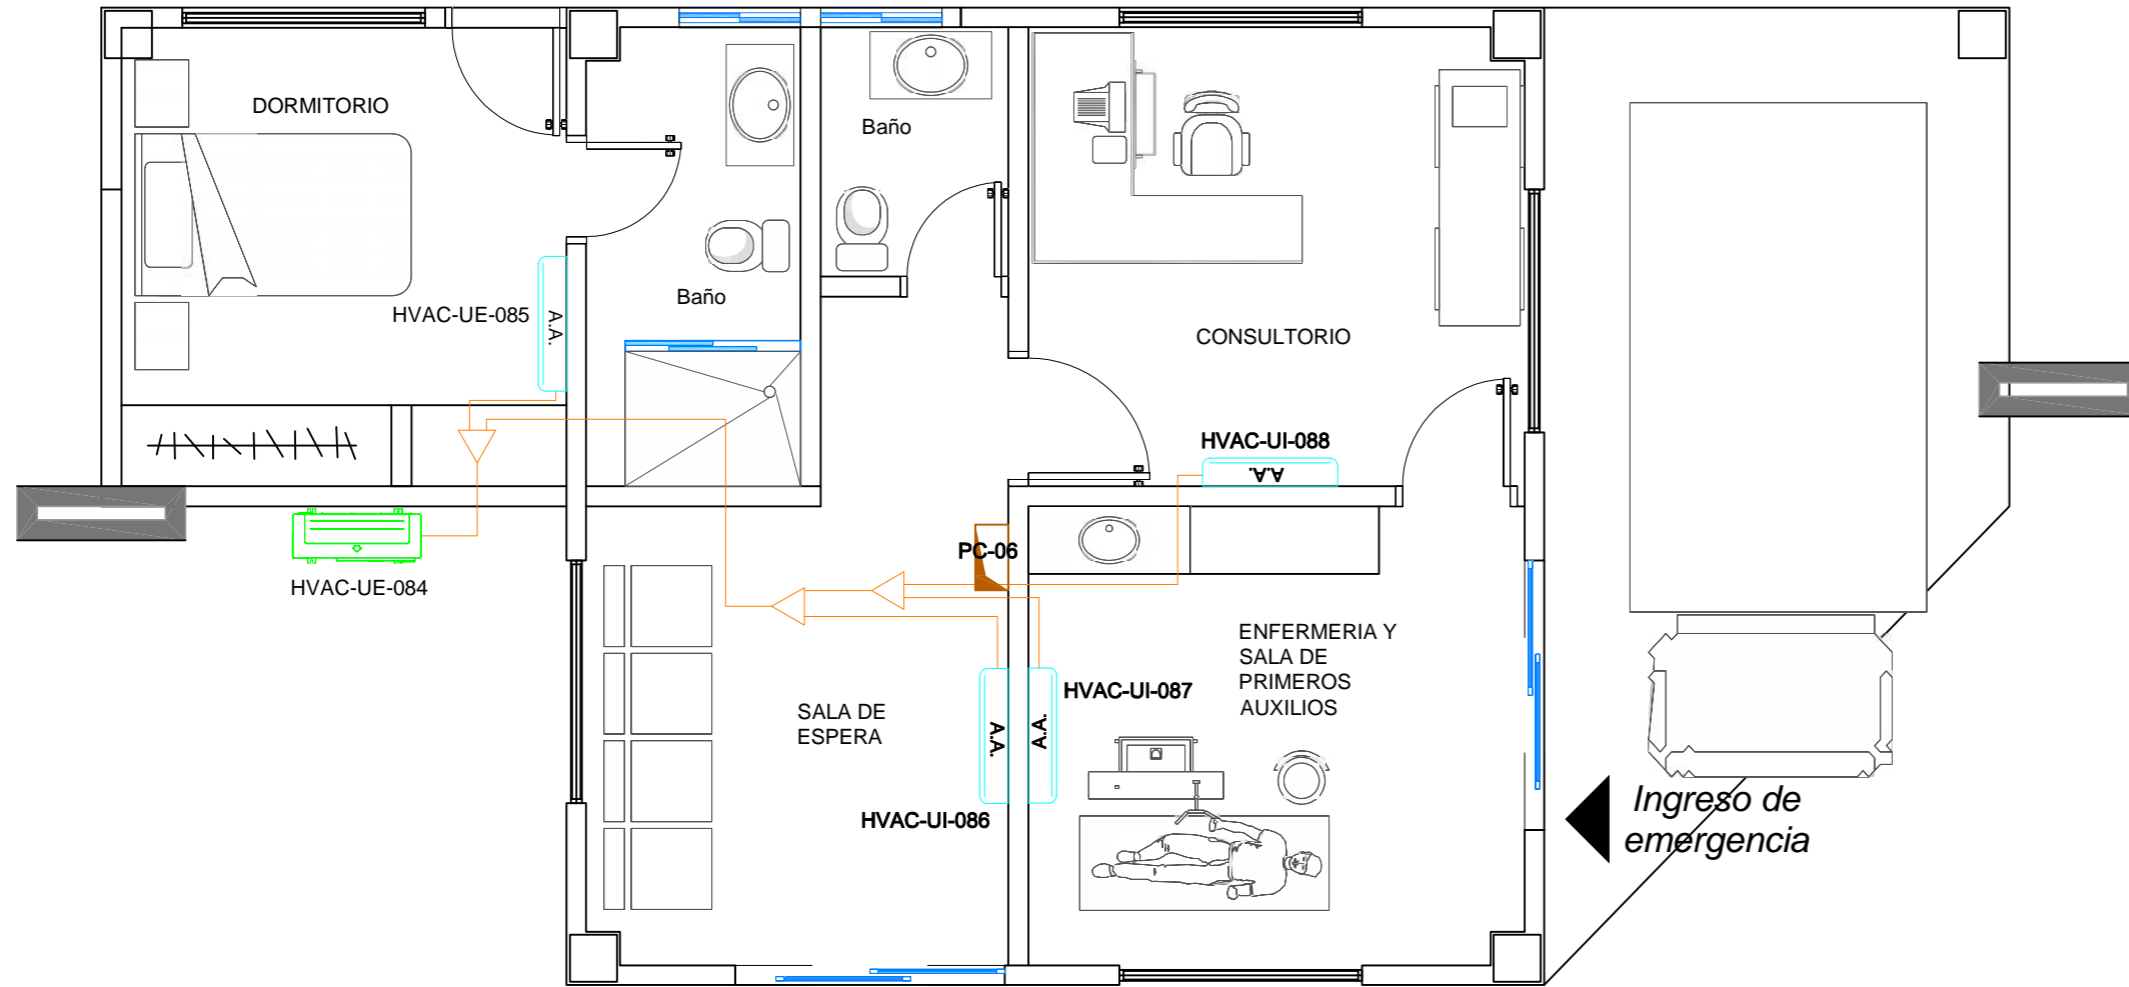 DORMITORIO
Baño
HVAC-UE-085
A.A.
Baño
CONSULTORIO
HVAC-UI-088
A.A.
PC-06
HVAC-UE-084
ENFERMERIA Y
SALA DE
PRIMEROS
AUXILIOS
HVAC-UI-087
SALA DE
ESPERA
A.A.
A.A.
HVAC-UI-086
Ingreso de
emergencia